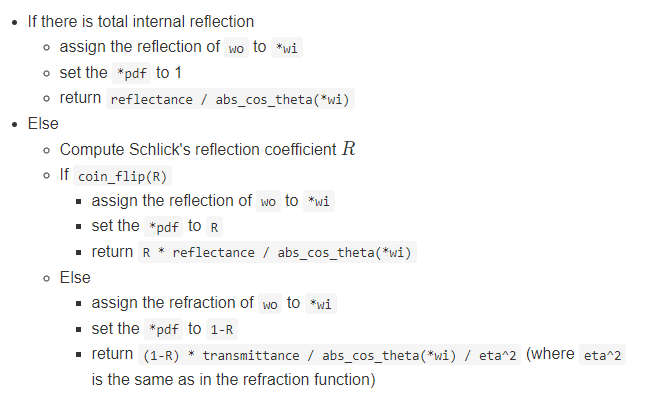 If there is total internal reflection
assign the reflection of wo to *wi
set the *pdf to 1
return reflectance / abs_cos_theta(*wi)
Else
Compute Schlick's reflection coefficient R
If coin_flip(R)
assign the reflection of wo to *wi
set the *pdf to R
return R * reflectance / abs_cos_theta(*wi)
Else
assign the refraction of wo to *wi
set the *pdf to 1-R
return (1-R) * transmittance / abs_cos_theta(*wi) / eta^2 (where eta^2
is the same as in the refraction function)